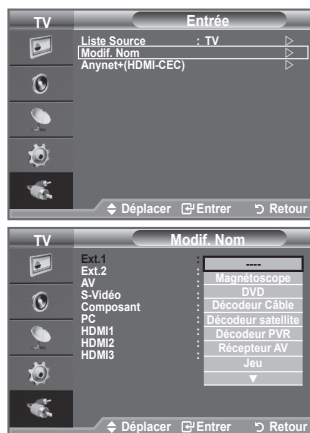 TV Entrée
Liste Source : TV
Modif. Nom
Anynet+(HDMI-CEC)
Déplacer Entrer Retour
TV Modif. Nom
Ext.1 : ----
Ext.2 : Magnétoscope
AV : DVD
S-Vidéo : Décodeur Câble
Composant : Décodeur satellite
PC : Décodeur PVR
HDMI1 : Récepteur AV
HDMI2 : Jeu
HDMI3 : ▼
Déplacer Entrer Retour